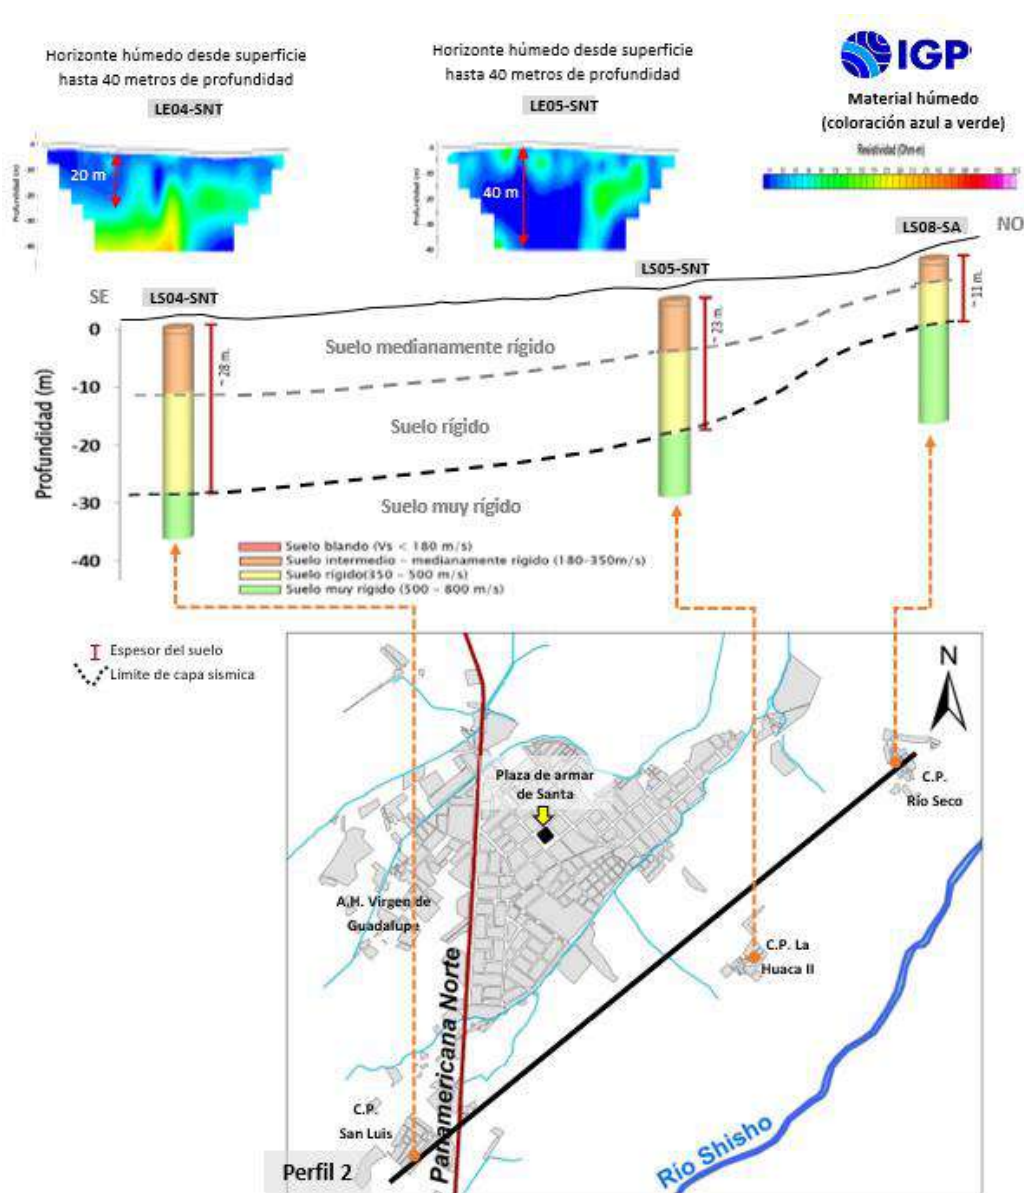 Horizonte húmedo desde superficie
hasta 40 metros de profundidad
LE04-SNT
Horizonte húmedo desde superficie
hasta 40 metros de profundidad
LE05-SNT
IGP
Material húmedo
(coloración azul a verde)
Resistividad (Ohm-m)
Profundidad (m)
20 m
Profundidad (m)
40 m
NO
LS08-SA
LS05-SNT
SE
LS04-SNT
~ 28 m.
~ 23 m.
~ 11 m.
Profundidad (m)
0
-10
-20
-30
-40
Suelo medianamente rígido
Suelo rígido
Suelo muy rígido
Suelo blando (Vs < 180 m/s)
Suelo intermedio - medianamente rígido (180-350m/s)
Suelo rígido(350 - 500 m/s)
Suelo muy rígido (500 - 800 m/s)
Espesor del suelo
Límite de capa sísmica
N
Plaza de armar
de Santa
C.P.
Río Seco
A.H. Virgen de
Guadalupe
C.P. La
Huaca II
Panamericana Norte
C.P.
San Luis
Río Shisho
Perfil 2